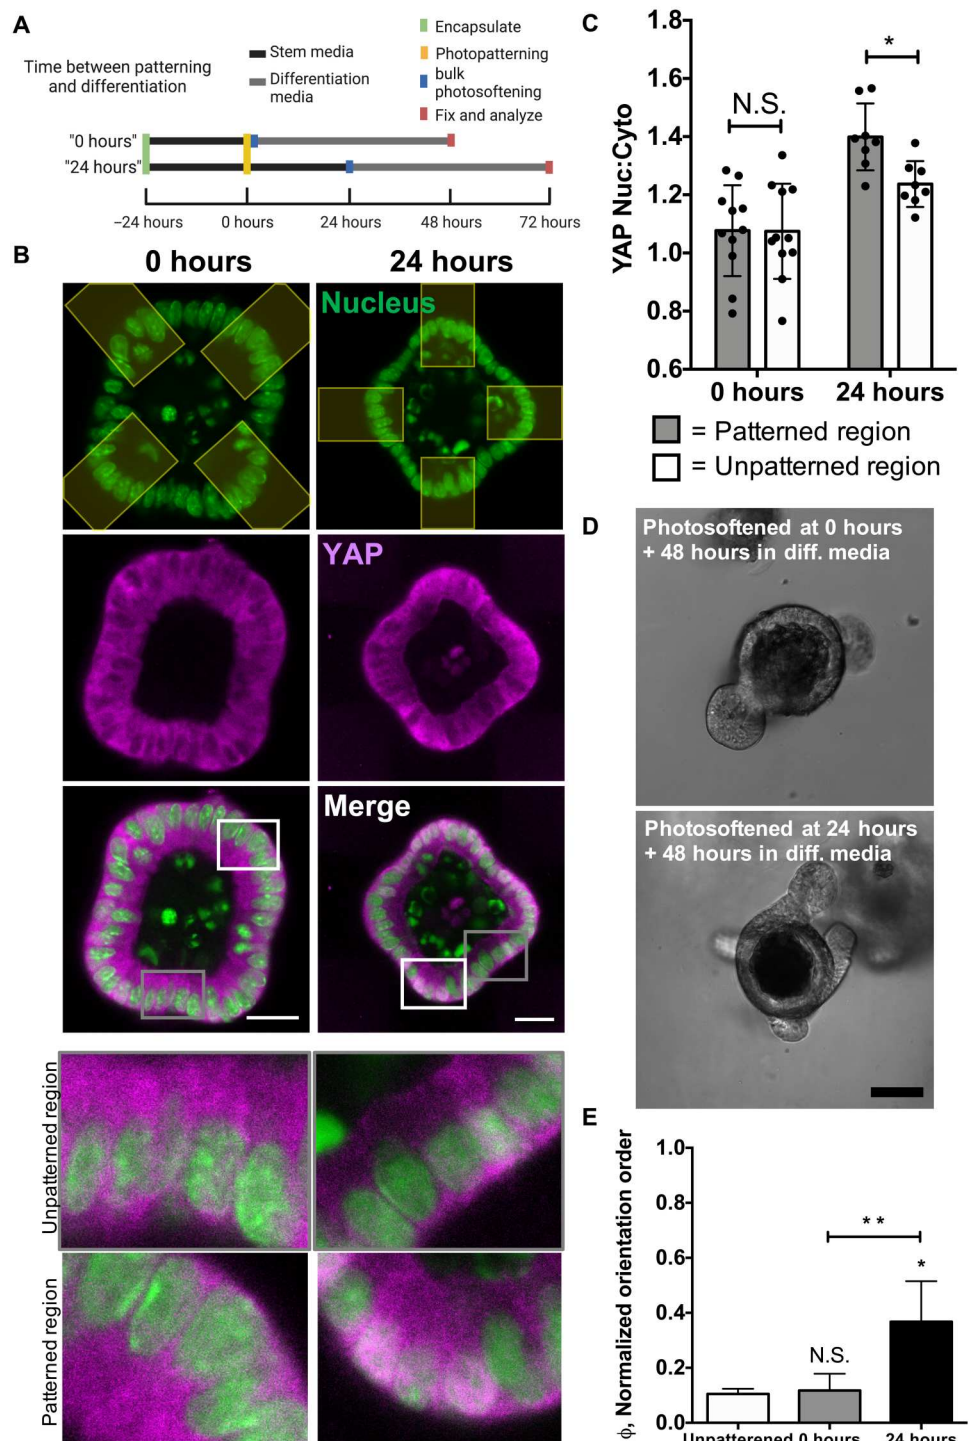 A
Time between patterning
and differentiation
Stem media
Differentiation
media
Encapsulate
Photopatterning
bulk
photosoftening
Fix and analyze
"0 hours"
"24 hours"
−24 hours
0 hours
24 hours
48 hours
72 hours
B
0 hours
24 hours
Nucleus
YAP
Merge
Unpatterned region
Patterned region
C
YAP Nuc:Cyto
1.8
1.6
1.4
1.2
1.0
0.8
0.6
N.S.
*
0 hours
24 hours
= Patterned region
= Unpatterned region
D
Photosoftened at 0 hours
+ 48 hours in diff. media
Photosoftened at 24 hours
+ 48 hours in diff. media
E
ϕ, Normalized orientation order
1.0
0.8
0.6
0.4
0.2
0.0
* *
*
N.S.
Unpatterened
0 hours
24 hours